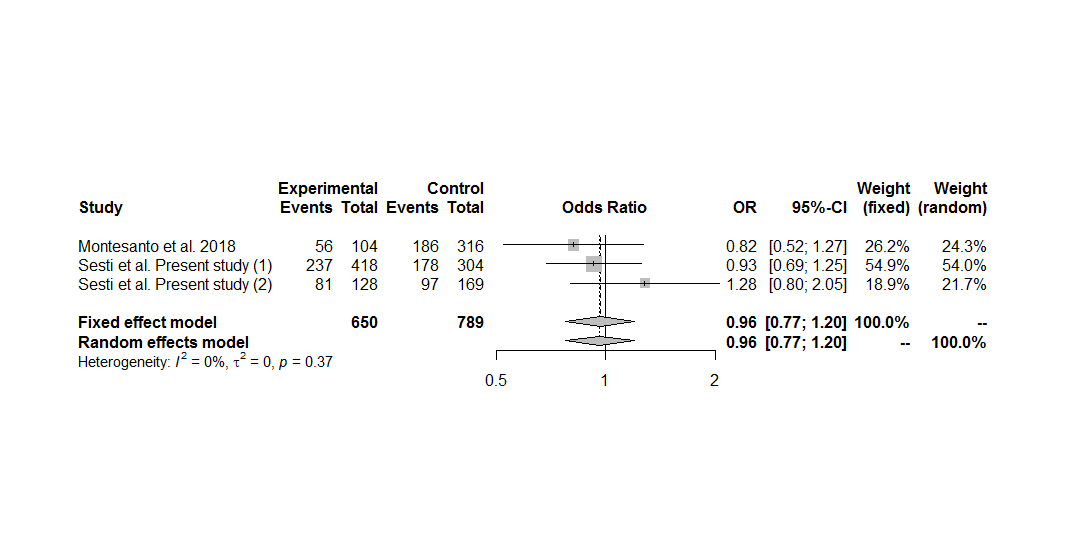 Experimental Control Weight Weight
Study Events Total Events Total Odds Ratio OR 95%-CI (fixed) (random)
Montesanto et al. 2018 56 104 186 316 0.82 [0.52; 1.27] 26.2% 24.3%
Sesti et al. Present study (1) 237 418 178 304 0.93 [0.69; 1.25] 54.9% 54.0%
Sesti et al. Present study (2) 81 128 97 169 1.28 [0.80; 2.05] 18.9% 21.7%
Fixed effect model 650 789 0.96 [0.77; 1.20] 100.0% --
Random effects model 0.96 [0.77; 1.20] -- 100.0%
Heterogeneity: I² = 0%, τ² = 0, p = 0.37
0.5 1 2